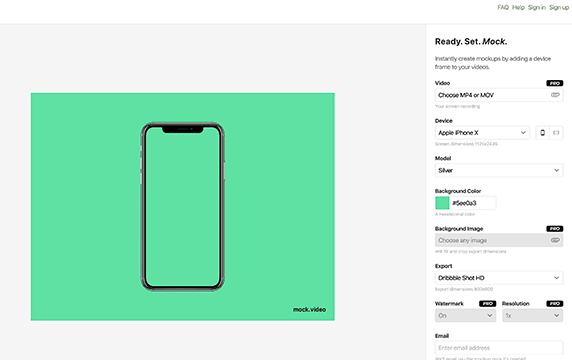 FAQ Help Sign in Sign up
Ready. Set. Mock.
Instantly create mockups by adding a device
frame to your videos.
Video PRO
Choose MP4 or MOV
Your screen recording
Device
Apple iPhone X
Screen dimensions 1125x2436
Model
Silver
Background Color
#5ee0a3
A hexadecimal color
Background Image PRO
Choose any image
Will fit and crop export dimensions
Export
Dribbble Shot HD
Export dimensions 800x600
Watermark PRO Resolution PRO
On 1x
mock.video
Email
Enter email address